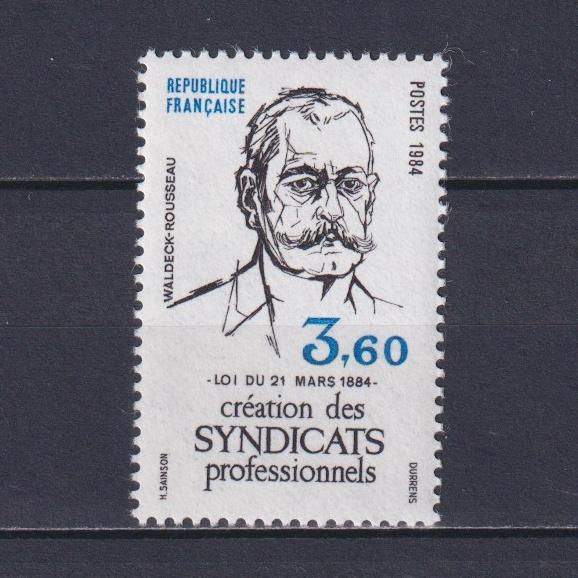 REPUBLIQUE
FRANÇAISE
POSTES 1984
WALDECK-ROUSSEAU
3,60
-LOI DU 21 MARS 1884-
création des
SYNDICATS
professionnels
H.SAINSON
DURRENS